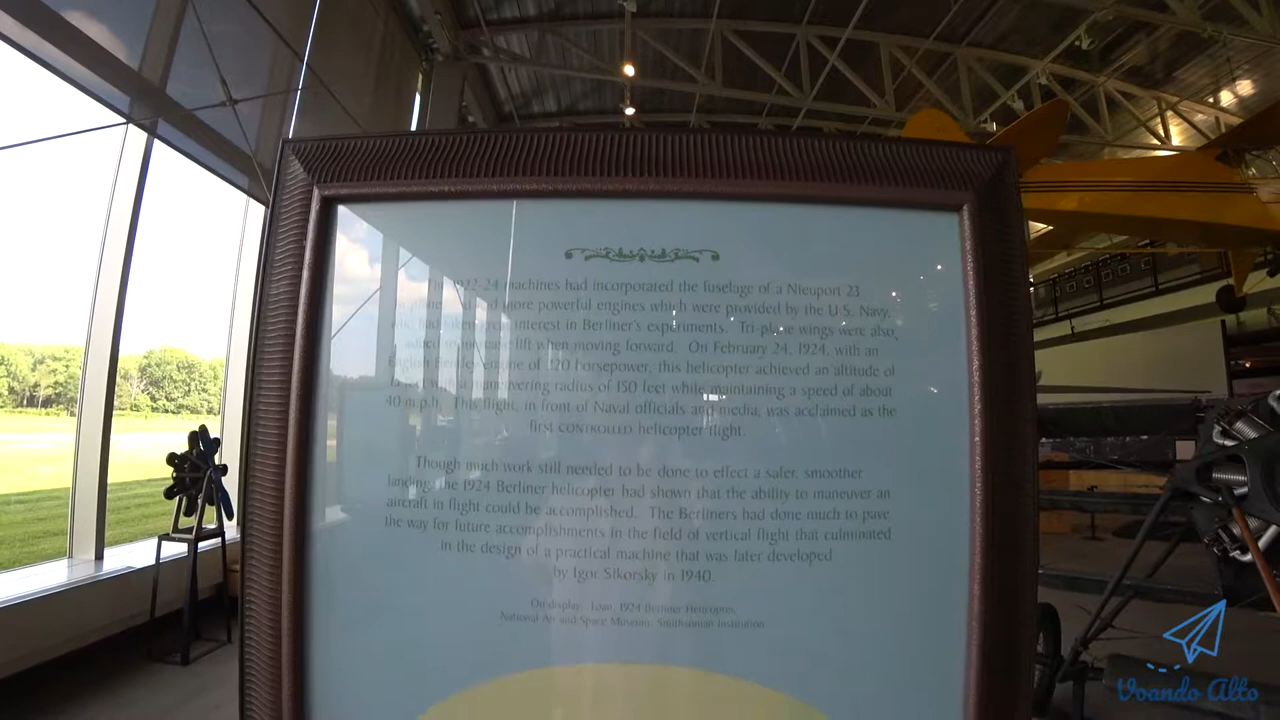 1922-24 machines had incorporated the fuselage of a Nieuport 23
more powerful engines which were provided by the U.S. Navy,
interest in Berliner's experiments. Tri-plane wings were also
lift when moving forward. On February 24, 1924, with an
engine of 120 horsepower, this helicopter achieved an altitude of
maneuvering radius of 150 feet while maintaining a speed of about
40 m.p.h. This flight, in front of Naval officials and media, was acclaimed as the
first CONTROLLED helicopter flight.
Though much work still needed to be done to effect a safer, smoother
landing, the 1924 Berliner helicopter had shown that the ability to maneuver an
aircraft in flight could be accomplished. The Berliners had done much to pave
the way for future accomplishments in the field of vertical flight that culminated
in the design of a practical machine that was later developed
by Igor Sikorsky in 1940.
On display: Loan, 1924 Berliner Helicopter,
National Air and Space Museum, Smithsonian Institution
Voando Alto